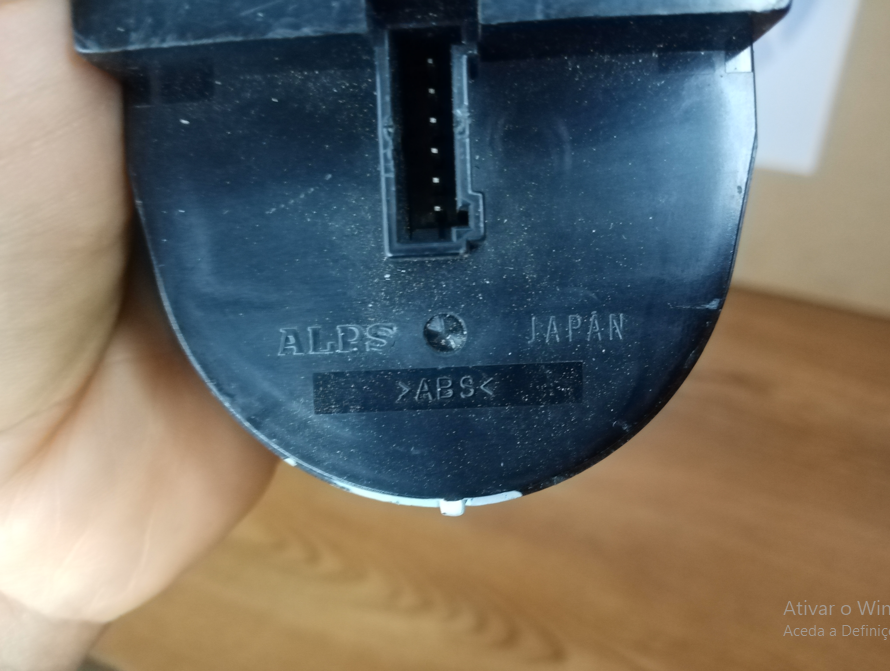 ALPS JAPAN
>ABS<
Ativar o Win
Aceda a Definiç